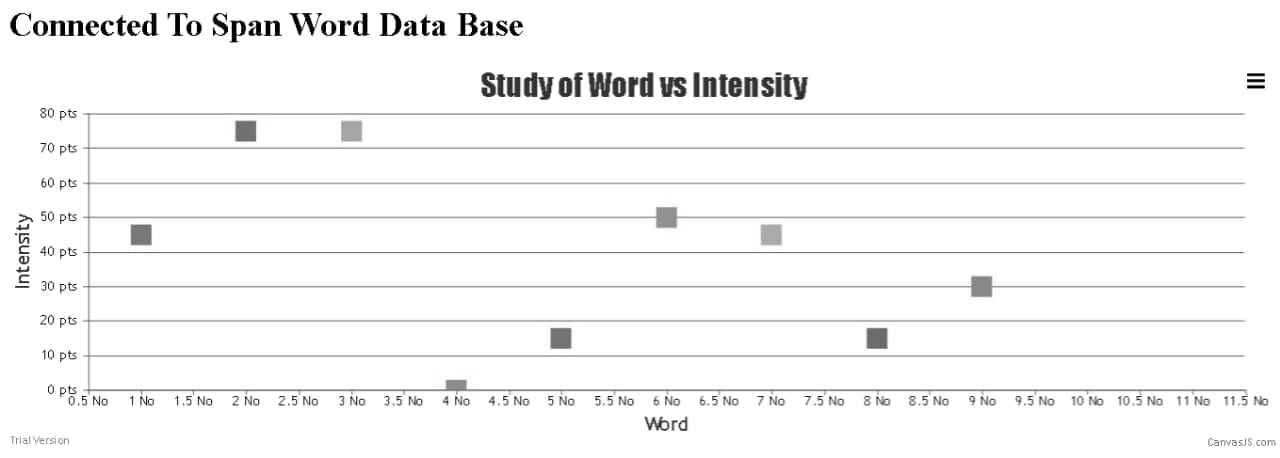 Connected To Span Word Data Base
Study of Word vs Intensity
80 pts
70 pts
60 pts
50 pts
40 pts
30 pts
20 pts
10 pts
0 pts
Intensity
0.5 No 1 No 1.5 No 2 No 2.5 No 3 No 3.5 No 4 No 4.5 No 5 No 5.5 No 6 No 6.5 No 7 No 7.5 No 8 No 8.5 No 9 No 9.5 No 10 No 10.5 No 11 No 11.5 No
Word
Trial Version
CanvasJS.com